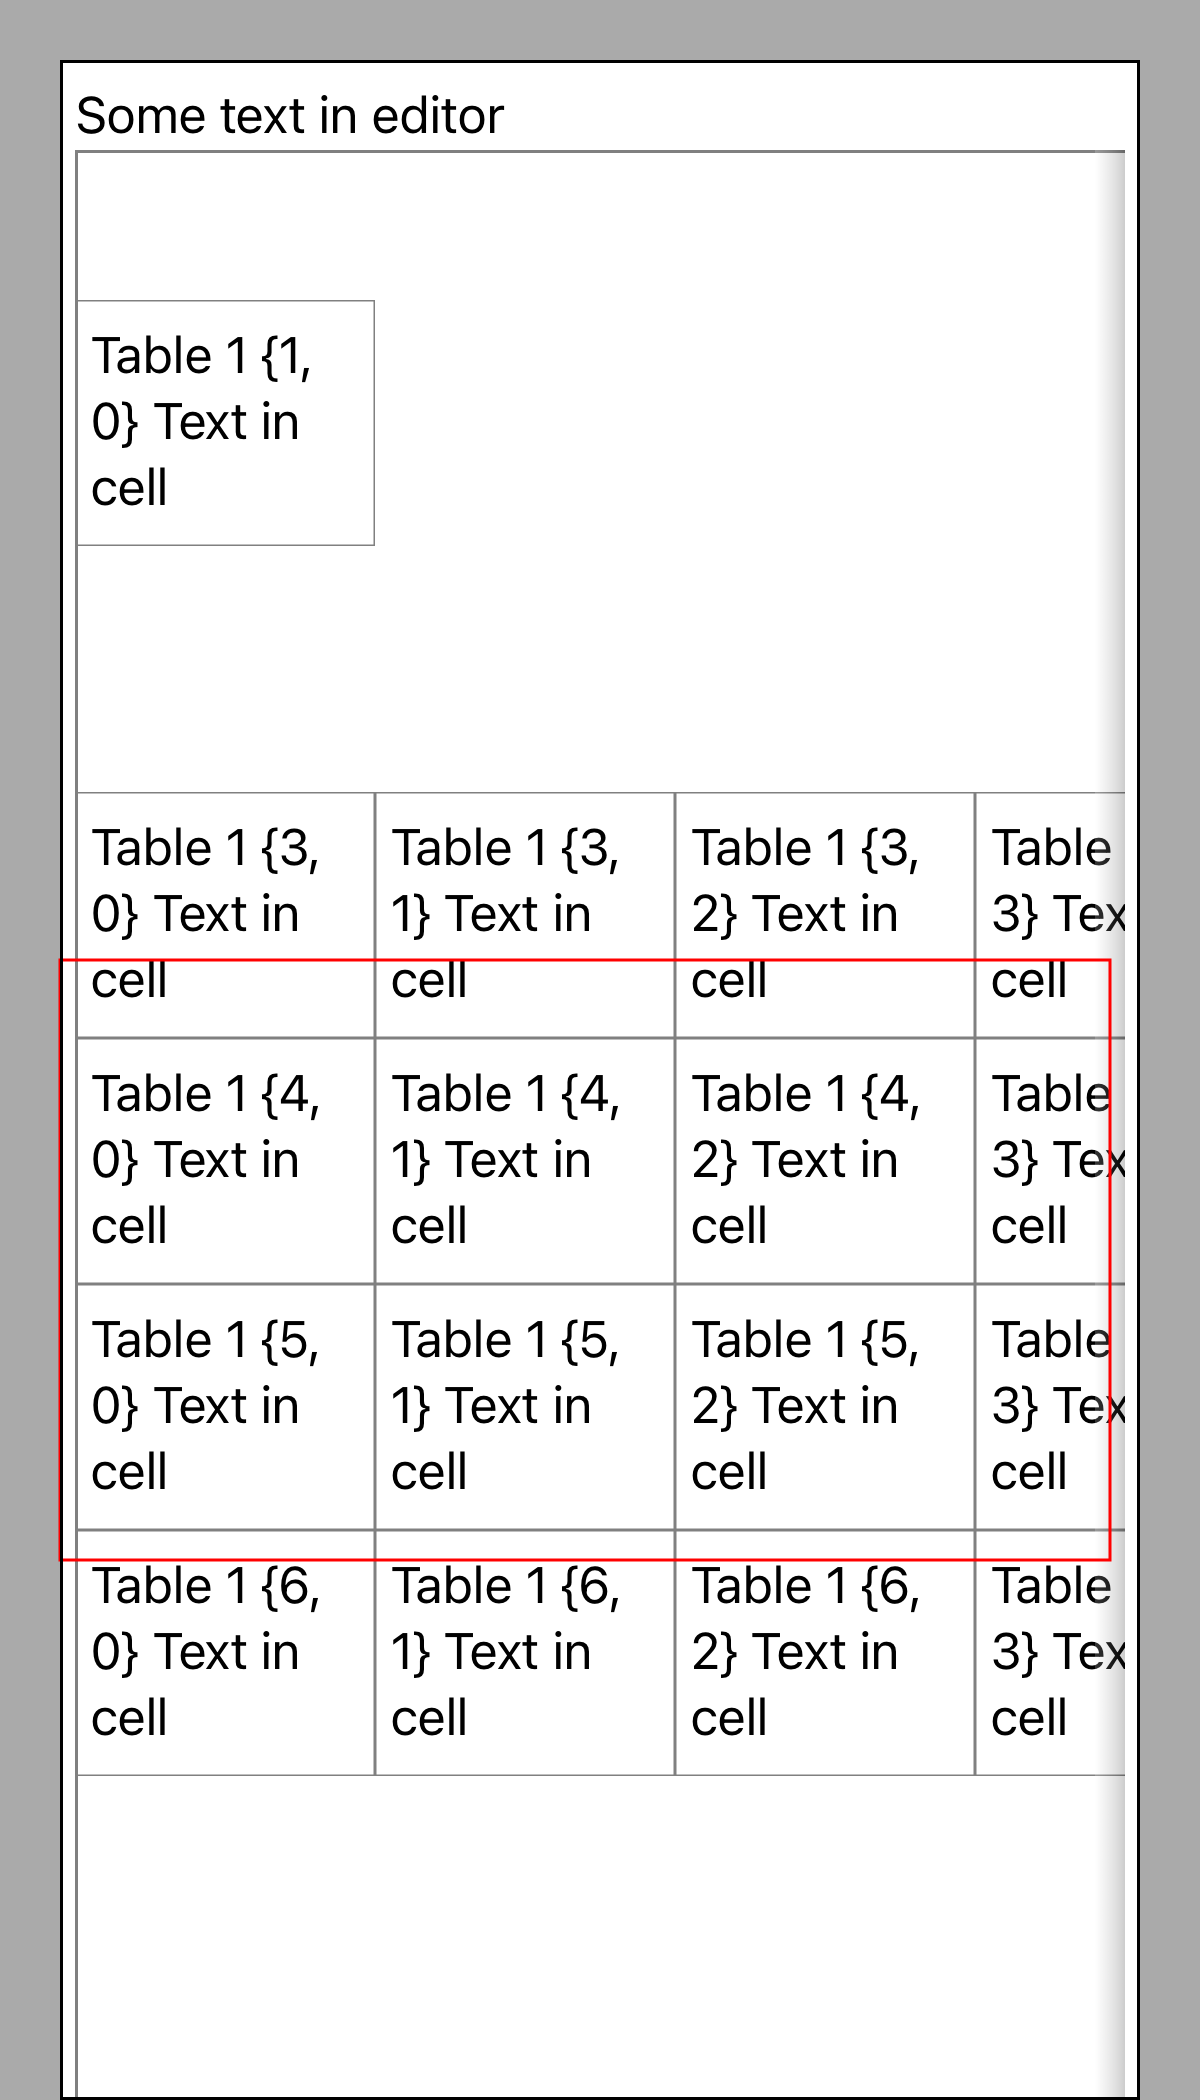 Some text in editor
Table 1 {1,
0} Text in
cell
Table 1 {3,
0} Text in
cell
Table 1 {3,
1} Text in
cell
Table 1 {3,
2} Text in
cell
Table
3} Tex
cell
Table 1 {4,
0} Text in
cell
Table 1 {4,
1} Text in
cell
Table 1 {4,
2} Text in
cell
Table
3} Tex
cell
Table 1 {5,
0} Text in
cell
Table 1 {5,
1} Text in
cell
Table 1 {5,
2} Text in
cell
Table
3} Tex
cell
Table 1 {6,
0} Text in
cell
Table 1 {6,
1} Text in
cell
Table 1 {6,
2} Text in
cell
Table
3} Tex
cell